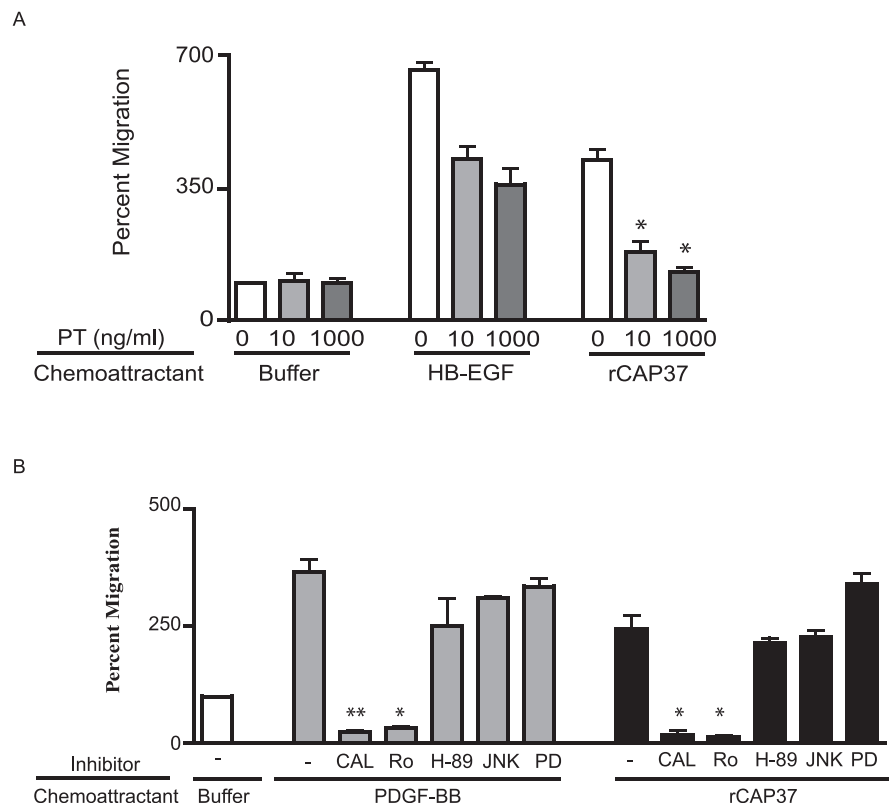 A
700
350
0
Percent Migration
* *
PT (ng/ml) 0 10 1000 0 10 1000 0 10 1000
Chemoattractant Buffer HB-EGF rCAP37
B
500
250
0
Percent Migration
** * * *
Inhibitor - - CAL Ro H-89 JNK PD - CAL Ro H-89 JNK PD
Chemoattractant Buffer PDGF-BB rCAP37